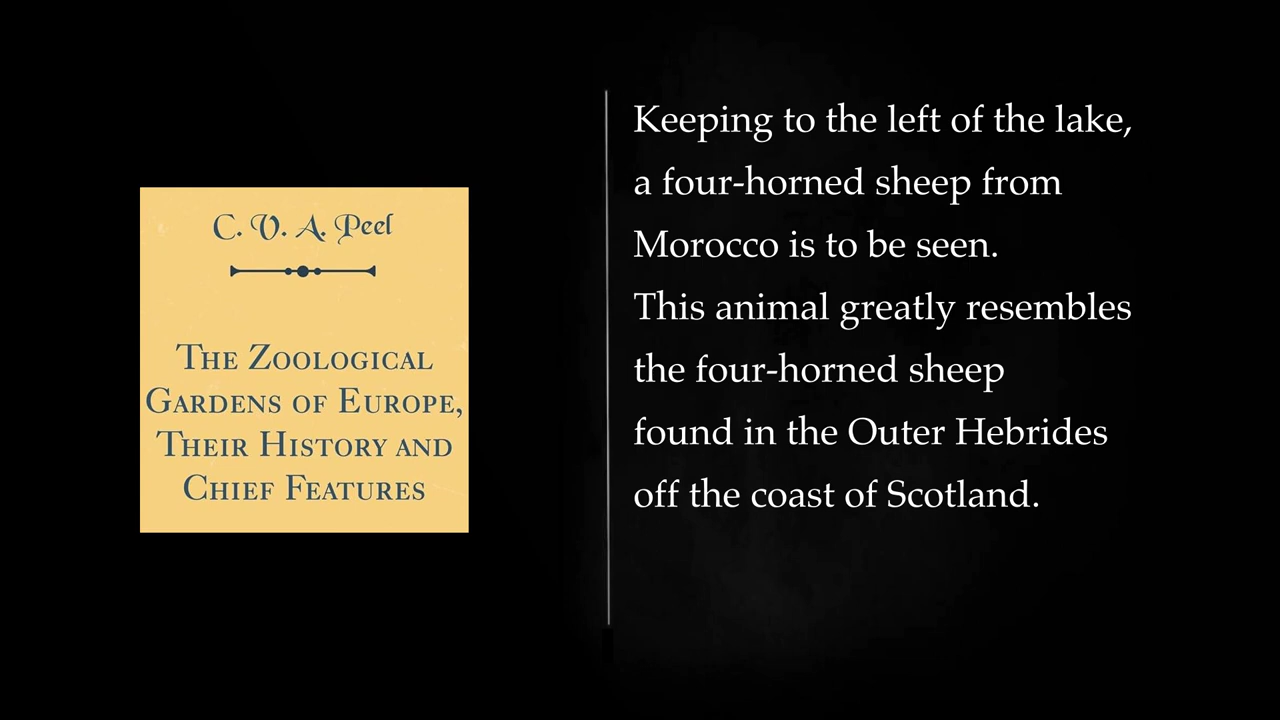 C. V. A. Peel
The Zoological
Gardens of Europe,
Their History and
Chief Features
Keeping to the left of the lake,
a four-horned sheep from
Morocco is to be seen.
This animal greatly resembles
the four-horned sheep
found in the Outer Hebrides
off the coast of Scotland.